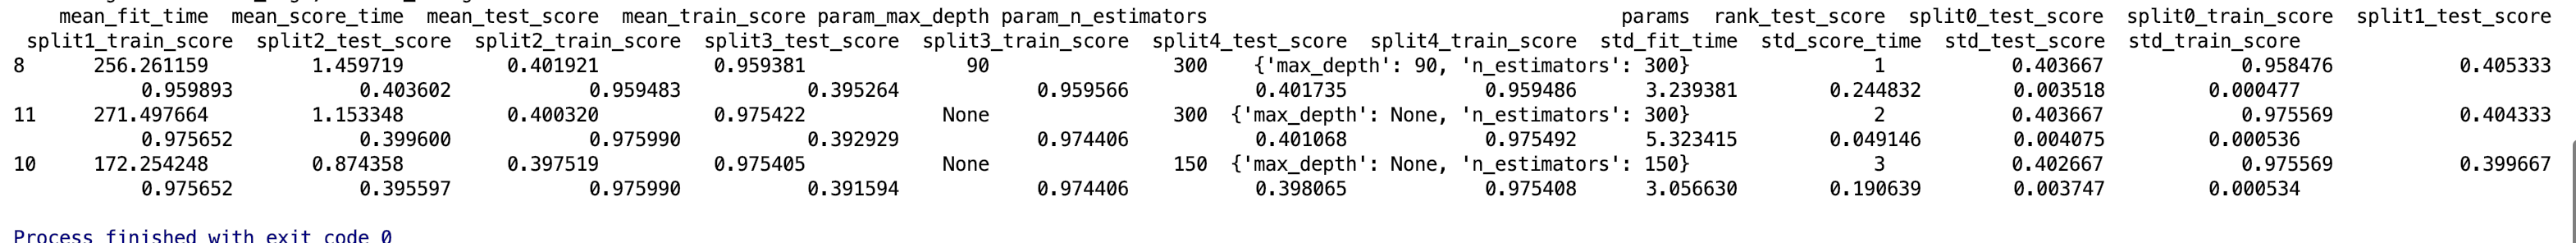 mean_fit_time mean_score_time mean_test_score mean_train_score param_max_depth param_n_estimators params rank_test_score split0_test_score split0_train_score split1_test_score
split1_train_score split2_test_score split2_train_score split3_test_score split3_train_score split4_test_score split4_train_score std_fit_time std_score_time std_test_score std_train_score
8 256.261159 1.459719 0.401921 0.959381 90 300 {'max_depth': 90, 'n_estimators': 300} 1 0.403667 0.958476 0.405333
0.959893 0.403602 0.959483 0.395264 0.959566 0.401735 0.959486 3.239381 0.244832 0.003518 0.000477
11 271.497664 1.153348 0.400320 0.975422 None 300 {'max_depth': None, 'n_estimators': 300} 2 0.403667 0.975569 0.404333
0.975652 0.399600 0.975990 0.392929 0.974406 0.401068 0.975492 5.323415 0.049146 0.004075 0.000536
10 172.254248 0.874358 0.397519 0.975405 None 150 {'max_depth': None, 'n_estimators': 150} 3 0.402667 0.975569 0.399667
0.975652 0.395597 0.975990 0.391594 0.974406 0.398065 0.975408 3.056630 0.190639 0.003747 0.000534
Process finished with exit code 0